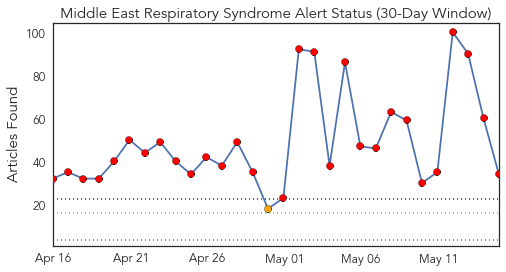 Middle East Respiratory Syndrome Alert Status (30-Day Window)
Articles Found
100
80
60
40
20
Apr 16
Apr 21
Apr 26
May 01
May 06
May 11